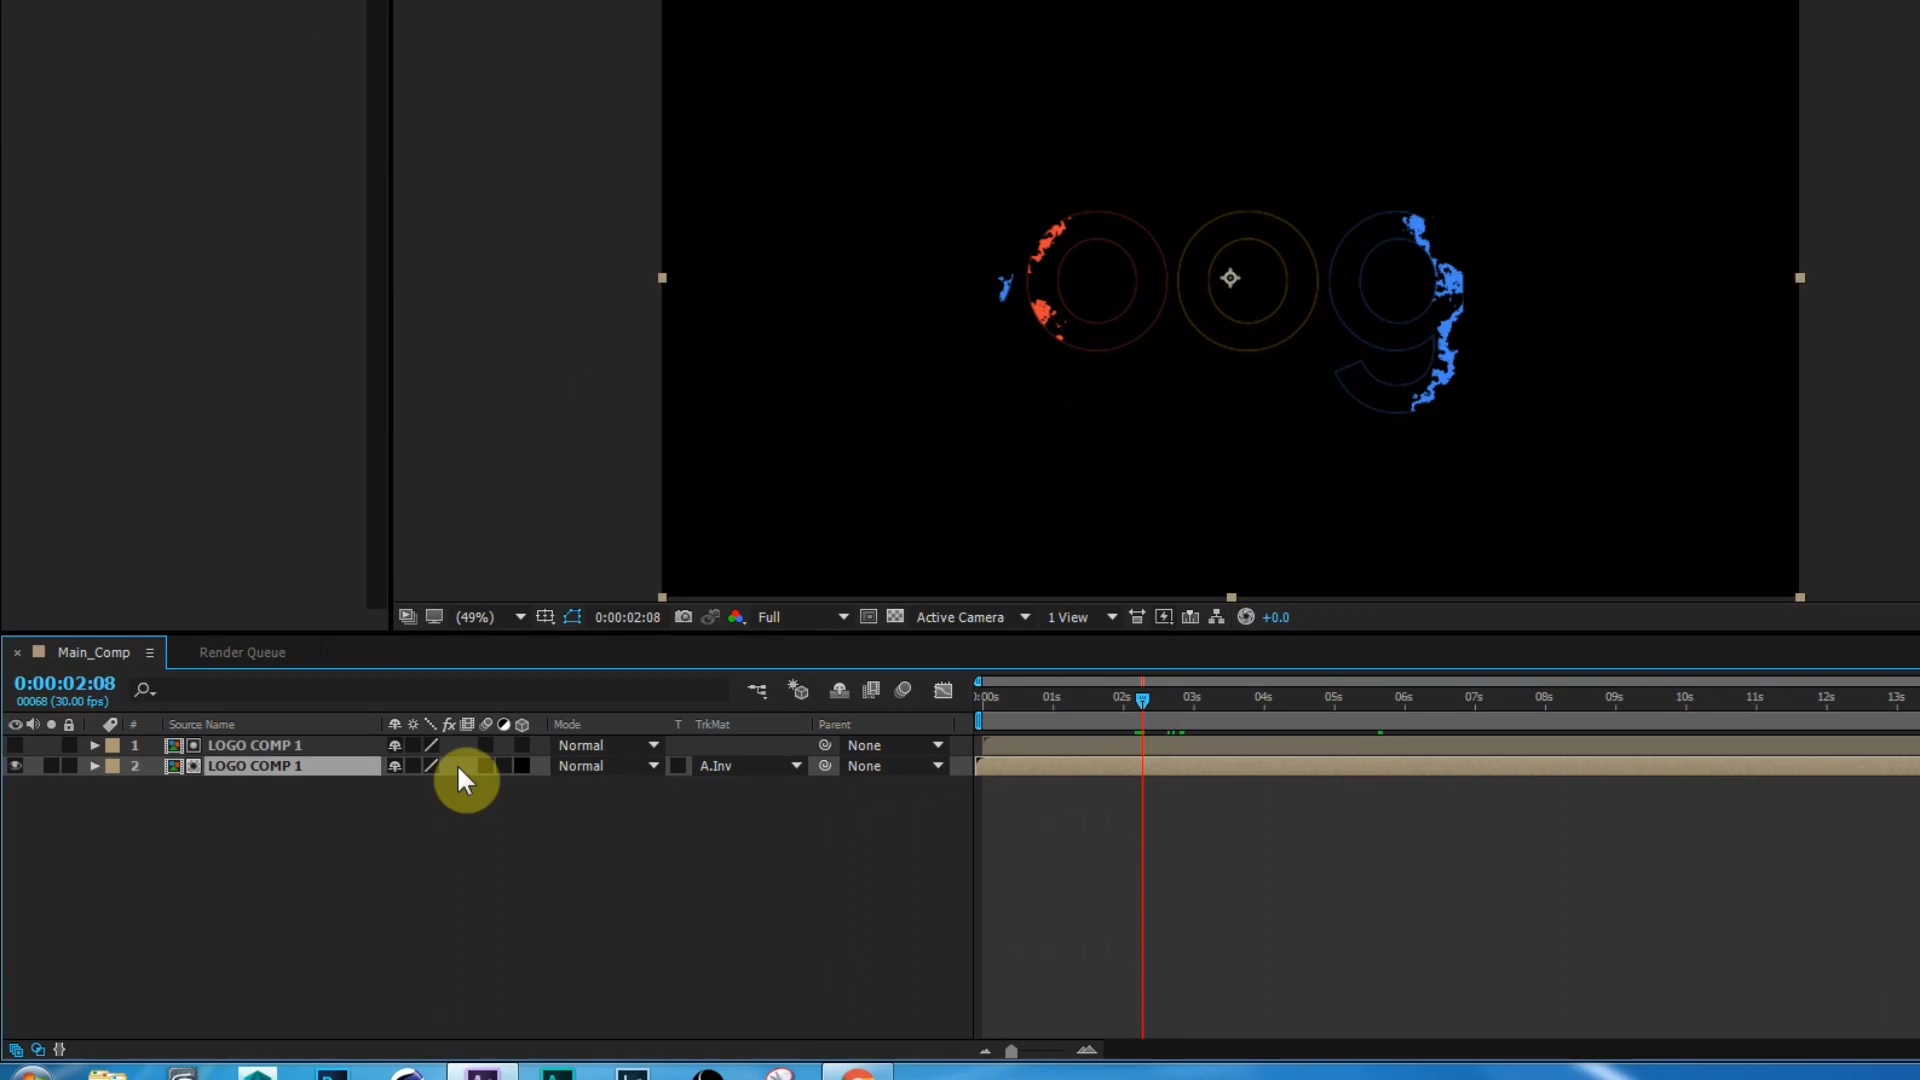 (49%) 0:00:02:08 Full Active Camera 1 View +0.0
Main_Comp Render Queue
0:00:02:08
00068 (30.00 fps)
:00s 01s 02s 03s 04s 05s 06s 07s 08s 09s 10s 11s 12s 13s
# Source Name fx Mode T TrkMat Parent
1 LOGO COMP 1 Normal None
2 LOGO COMP 1 Normal A.Inv None